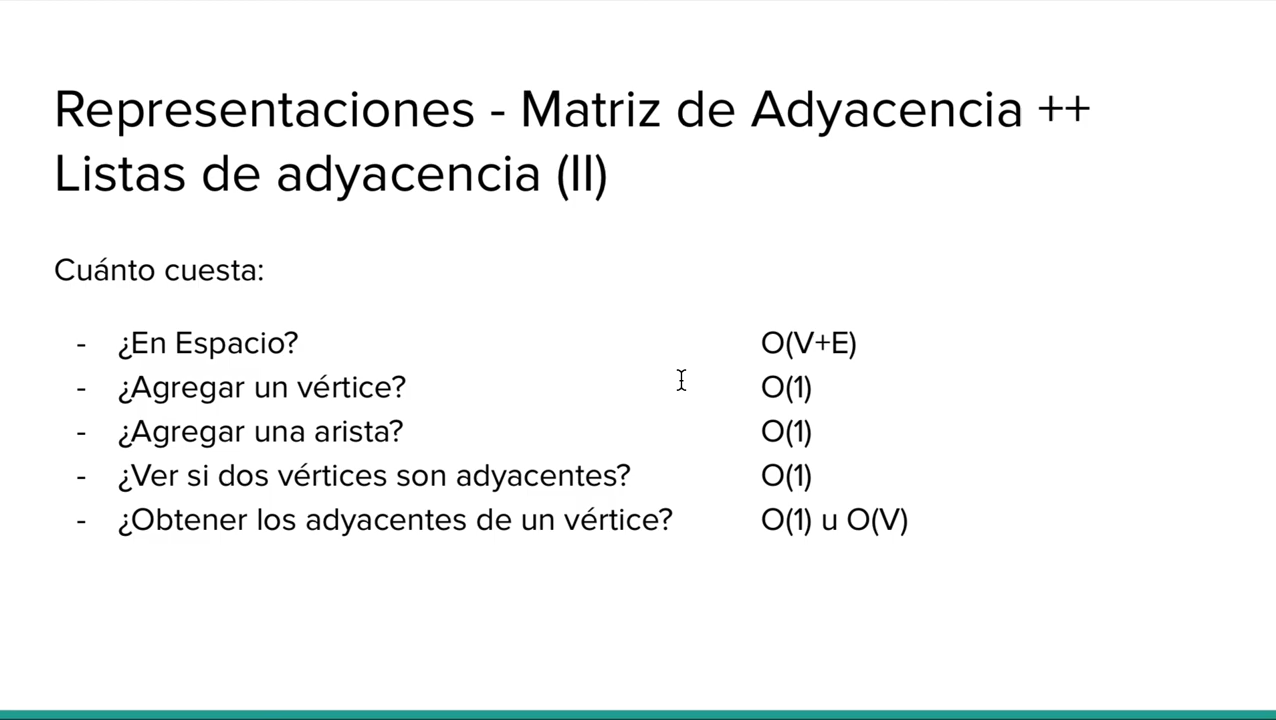 Representaciones - Matriz de Adyacencia ++
Listas de adyacencia (II)
Cuánto cuesta:
- ¿En Espacio? O(V+E)
- ¿Agregar un vértice? O(1)
- ¿Agregar una arista? O(1)
- ¿Ver si dos vértices son adyacentes? O(1)
- ¿Obtener los adyacentes de un vértice? O(1) u O(V)